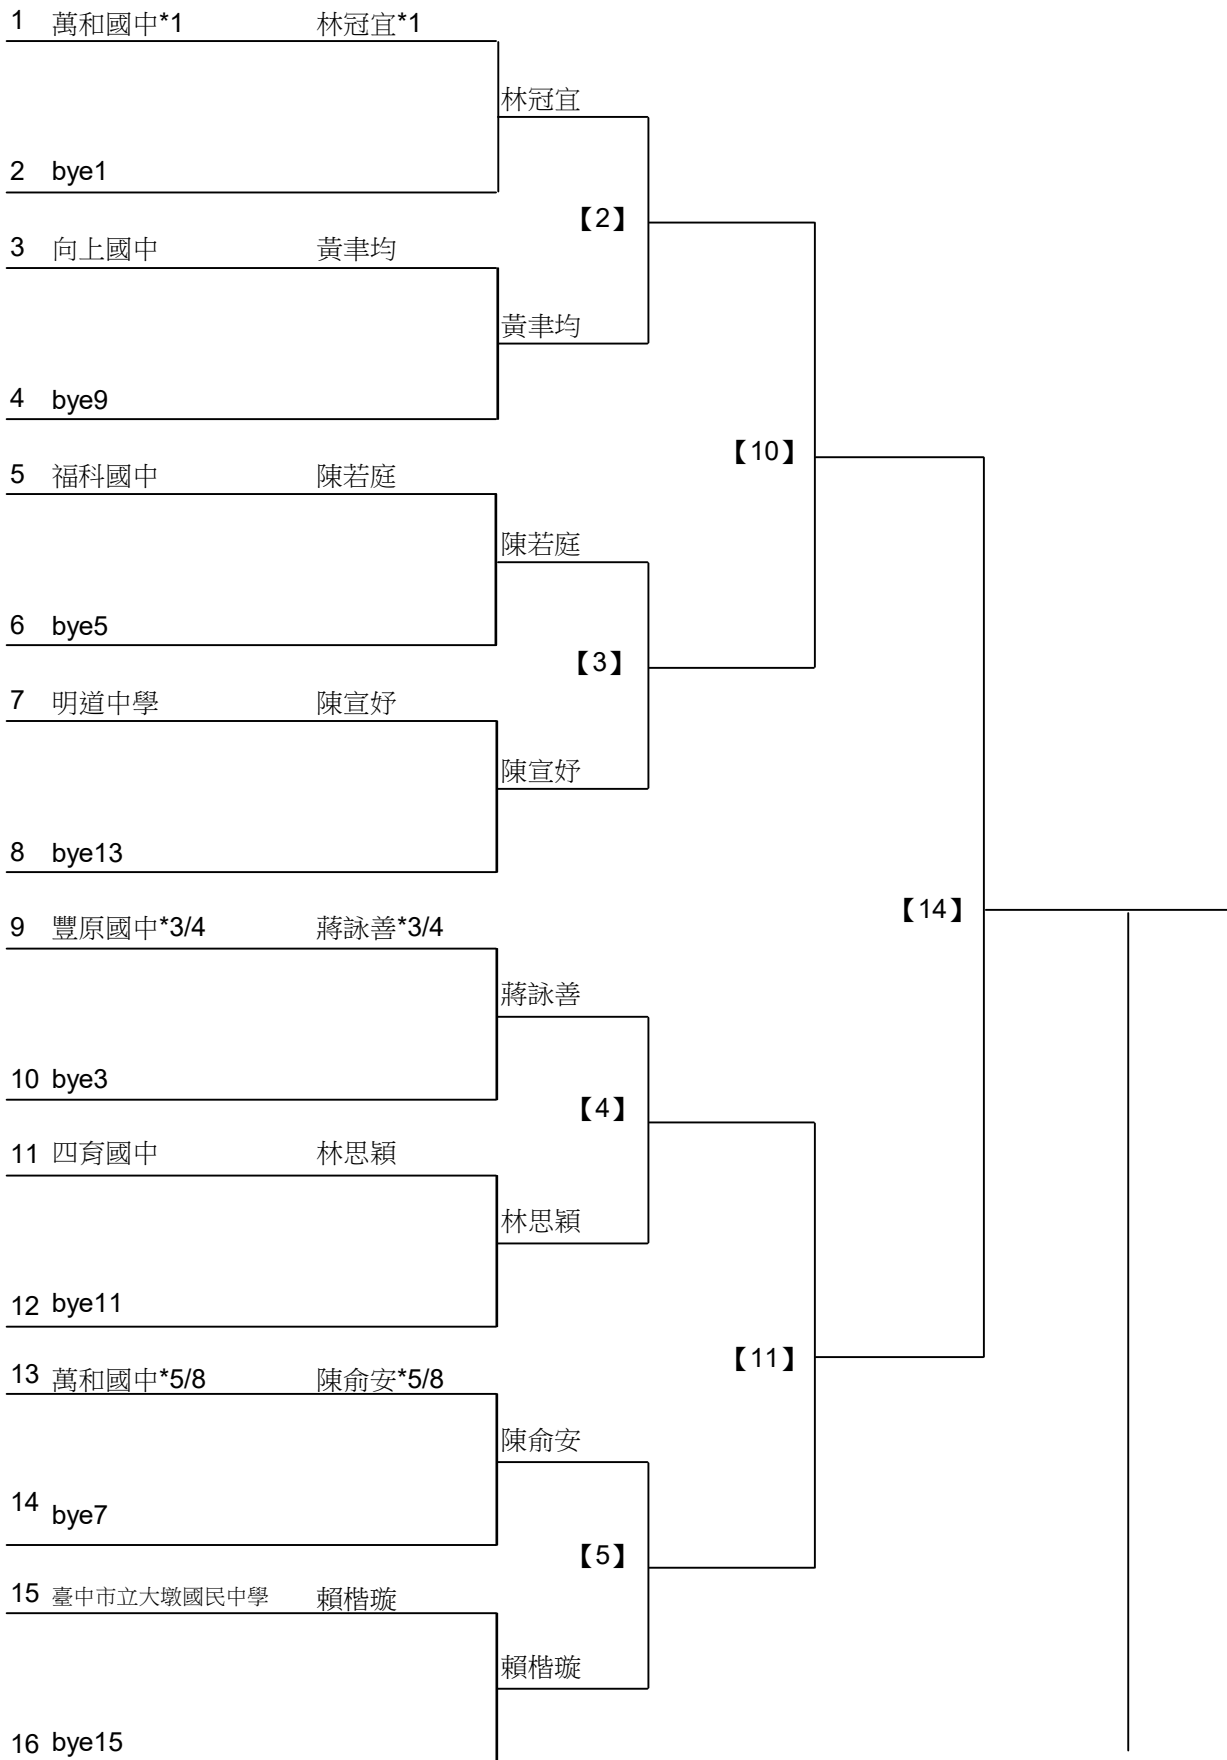 1 萬和國中*1 林冠宜*1
林冠宜
2 bye1
【2】
3 向上國中 黃聿均
黃聿均
4 bye9
【10】
5 福科國中 陳若庭
陳若庭
6 bye5
【3】
7 明道中學 陳宣妤
陳宣妤
8 bye13
【14】
9 豐原國中*3/4 蔣詠善*3/4
蔣詠善
10 bye3
【4】
11 四育國中 林思穎
林思穎
12 bye11
【11】
13 萬和國中*5/8 陳俞安*5/8
陳俞安
14 bye7
【5】
15 臺中市立大墩國民中學 賴楷璇
賴楷璇
16 bye15